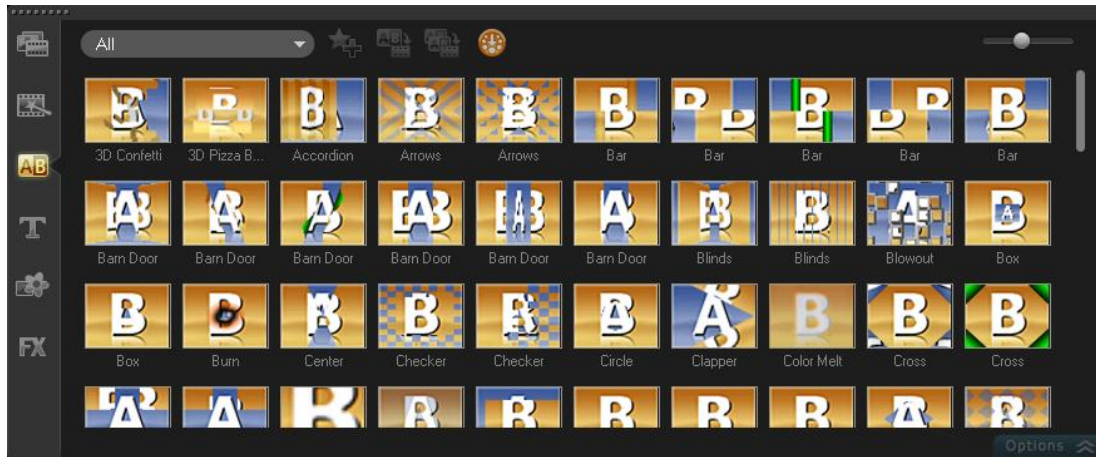 All
3D Confetti 3D Pizza B... Accordion Arrows Arrows Bar Bar Bar Bar Bar
AB
T
Barn Door Barn Door Barn Door Barn Door Barn Door Barn Door Blinds Blinds Blowout Box
FX
Box Burn Center Checker Checker Circle Clapper Color Melt Cross Cross
Options